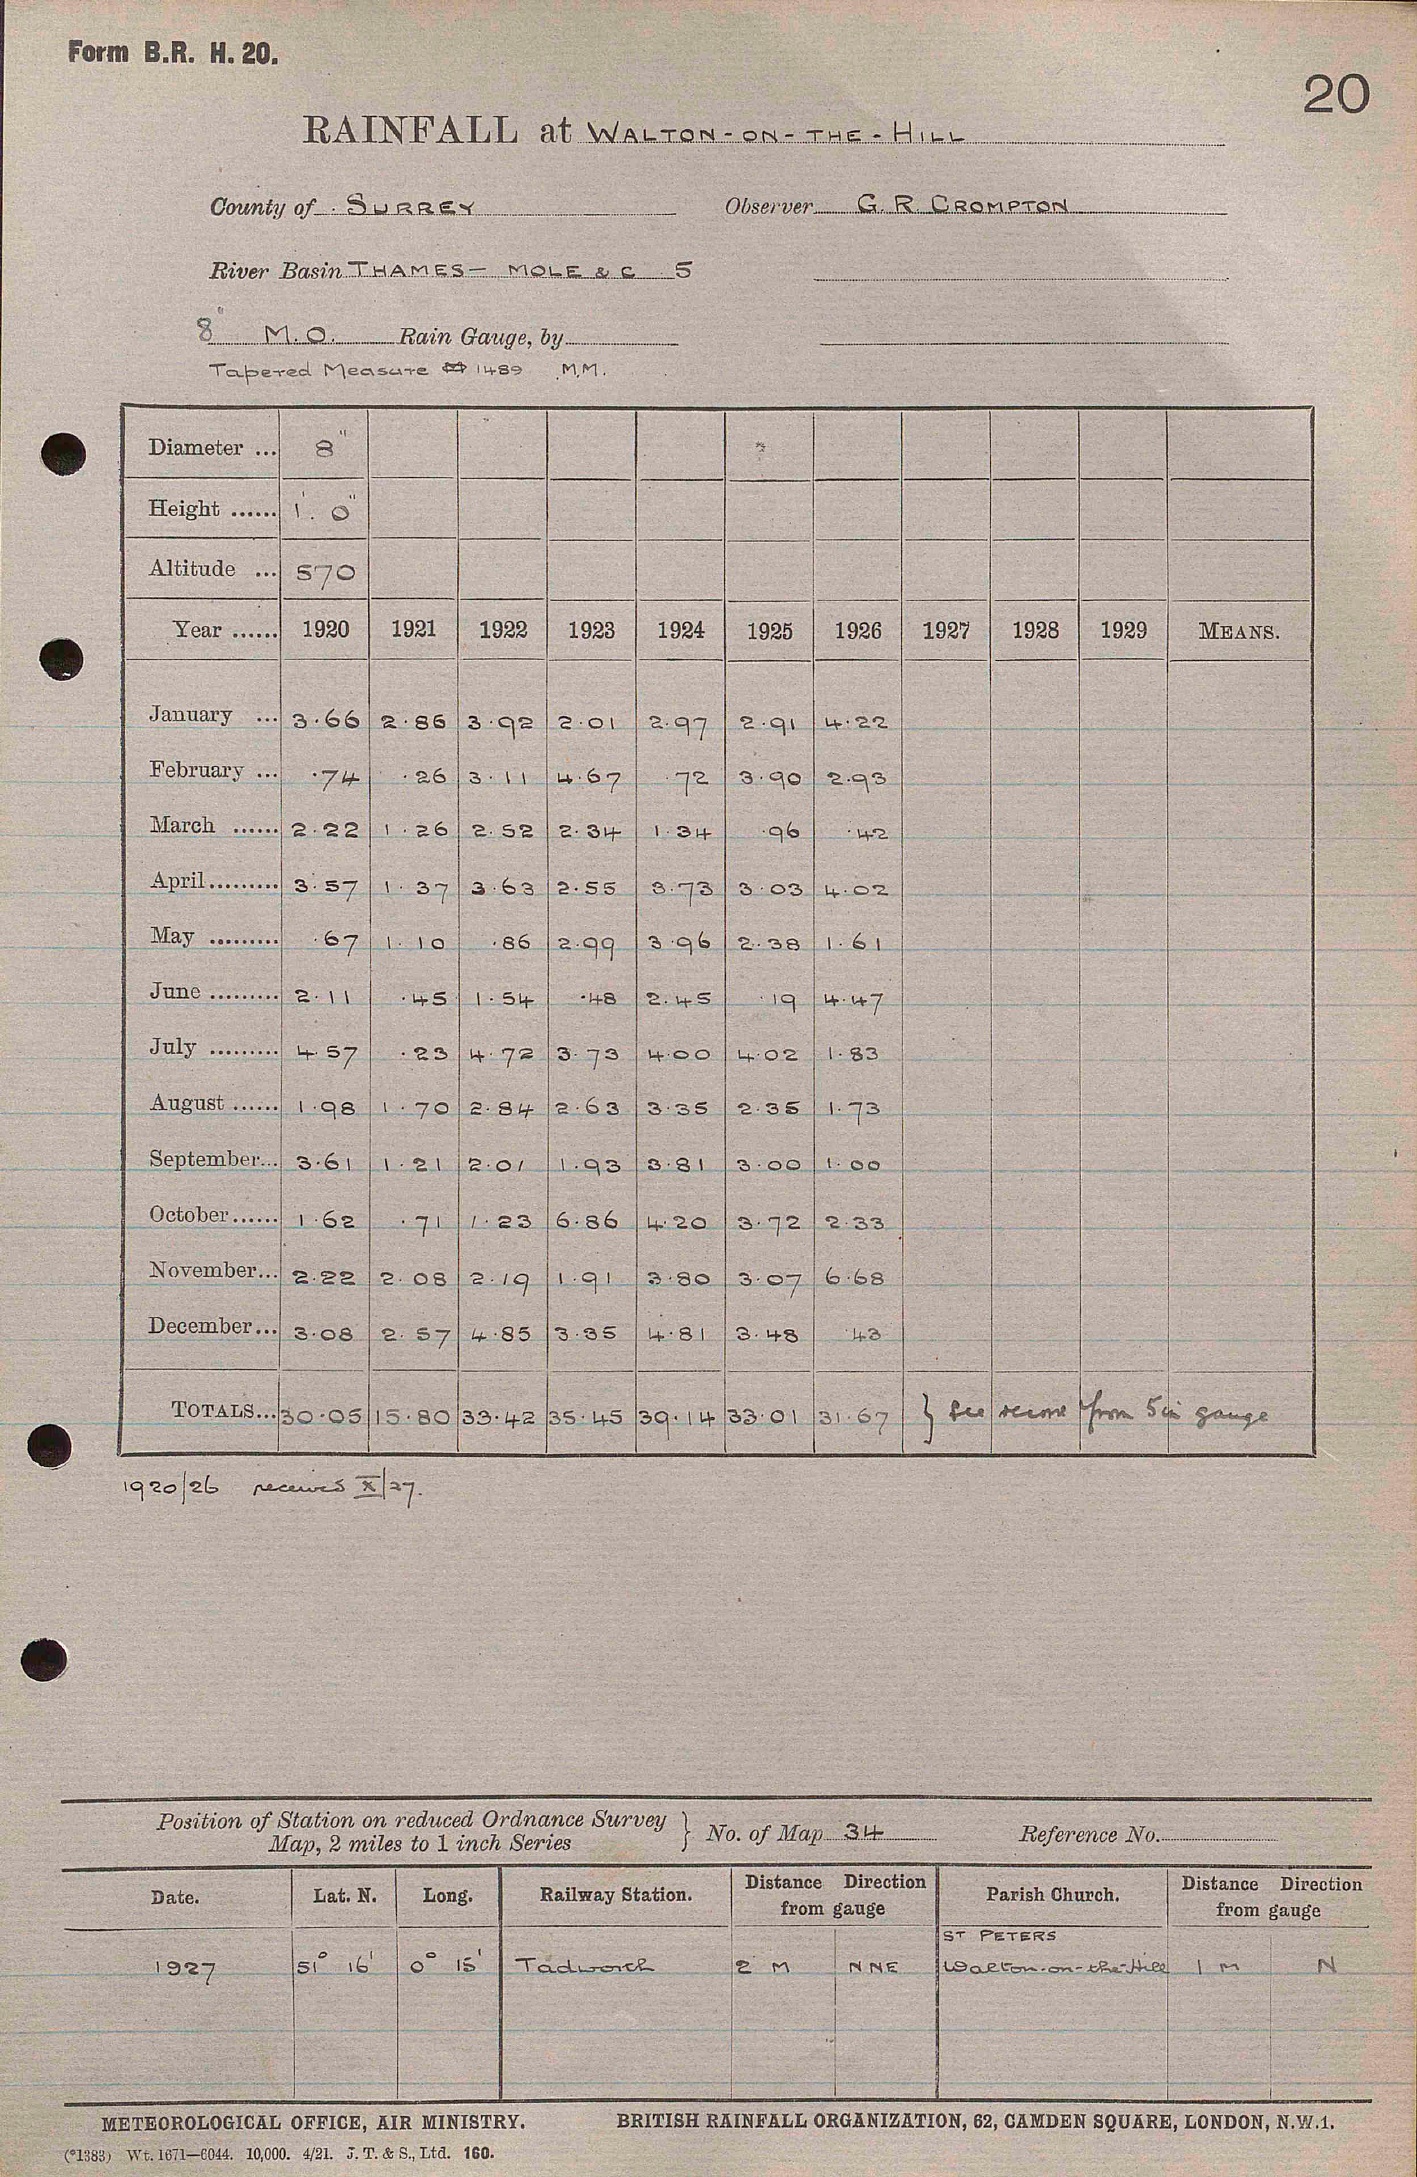 Form B.R. H. 20.
20
RAINFALL at WALTON-ON-THE-HILL
County of SURREY Observer G. R. CROMPTON
River Basin THAMES — MOLE & C 5
8" M.O. Rain Gauge, by
Tapered Measure 1489 M.M.
Diameter ... 8"
Height ...... 1' . 0"
Altitude ... 570
Year ...... 1920 1921 1922 1923 1924 1925 1926 1927 1928 1929 MEANS.
January ... 3.66 2.86 3.92 2.01 2.97 2.91 4.22
February ... .74 .26 3.11 4.67 .72 3.90 2.93
March ...... 2.22 1.26 2.52 2.34 1.34 .96 .42
April......... 3.57 1.37 3.63 2.55 3.73 3.03 4.02
May ......... .67 1.10 .86 2.99 3.96 2.38 1.61
June ......... 2.11 .45 1.54 .48 2.45 .19 4.47
July ......... 4.57 .23 4.72 3.73 4.00 4.02 1.83
August ...... 1.98 1.70 2.84 2.63 3.35 2.35 1.73
September... 3.61 1.21 2.01 1.93 3.81 3.00 1.00
October...... 1.62 .71 1.23 6.86 4.20 3.72 2.33
November... 2.22 2.08 2.19 1.91 3.80 3.07 6.68
December... 3.08 2.57 4.85 3.35 4.81 3.48 .43
TOTALS... 30.05 15.80 33.42 35.45 39.14 33.01 31.67 } See record from 5 in gauge
1920/26 received X/27.
Position of Station on reduced Ordnance Survey
Map, 2 miles to 1 inch Series } No. of Map 34 Reference No.
Date. Lat. N. Long. Railway Station. Distance Direction from gauge Parish Church. Distance Direction from gauge
ST PETERS
1927 51° 16' 0° 15' Tadworth 2 M NNE Walton-on-the-Hill 1 M N
METEOROLOGICAL OFFICE, AIR MINISTRY. BRITISH RAINFALL ORGANIZATION, 62, CAMDEN SQUARE, LONDON, N.W.1.
(*1383) Wt. 1671—6044. 10,000. 4/21. J. T. & S., Ltd. 160.